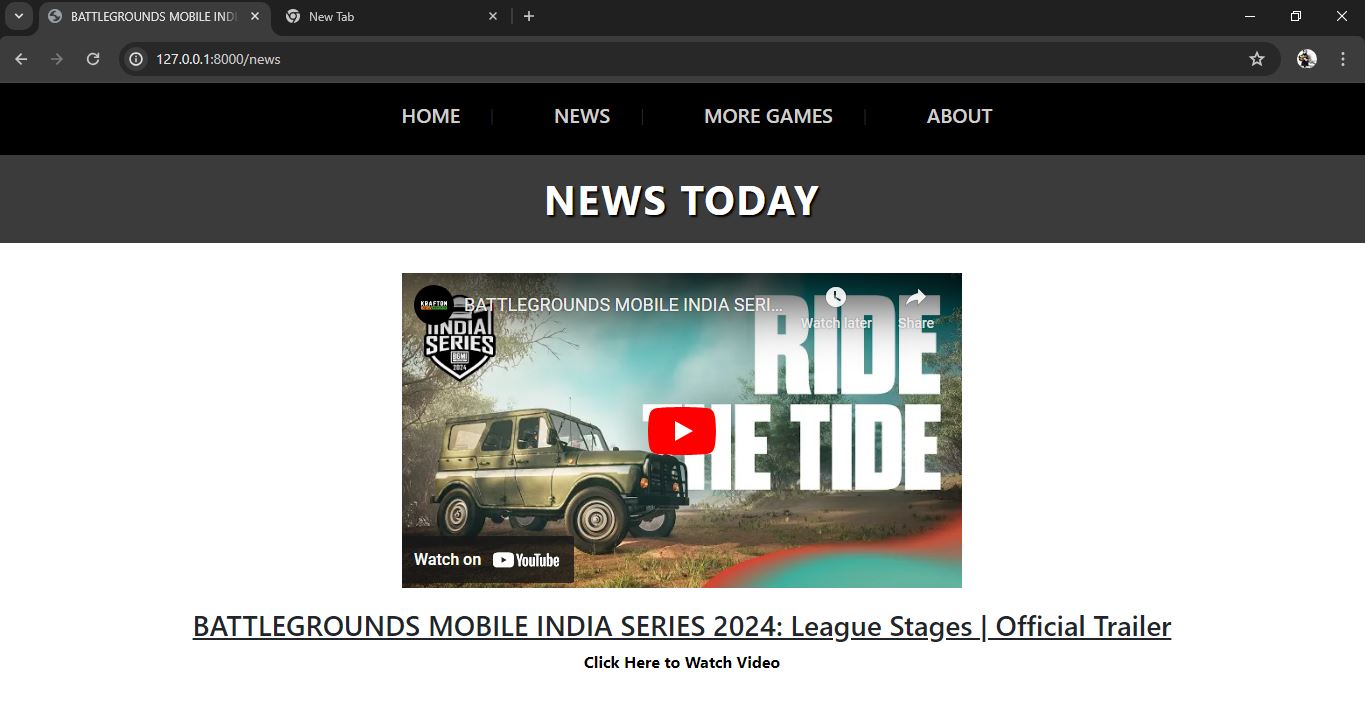 BATTLEGROUNDS MOBILE INDI
New Tab
127.0.0.1:8000/news
HOME | NEWS | MORE GAMES | ABOUT
NEWS TODAY
KRAFTON
BATTLEGROUNDS MOBILE INDIA SERI...
Watch later
Share
INDIA
SERIES
BGMI
2024
RIDE
THE TIDE
Watch on YouTube
BATTLEGROUNDS MOBILE INDIA SERIES 2024: League Stages | Official Trailer
Click Here to Watch Video